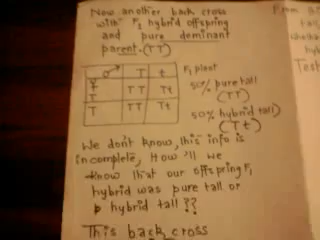 Now another back cross
with F1 hybrid offspring
and pure dominant
parent. (TT)
♂ T t
♀
T TT Tt
T TT Tt
F1 plant
50% pure tall
(TT)
50% hybrid tall)
(Tt)
We don't know, this info is
incomplete, How'll we
know that our offspring F1
hybrid was pure tall or
hybrid tall ??
This back cross
From
Test